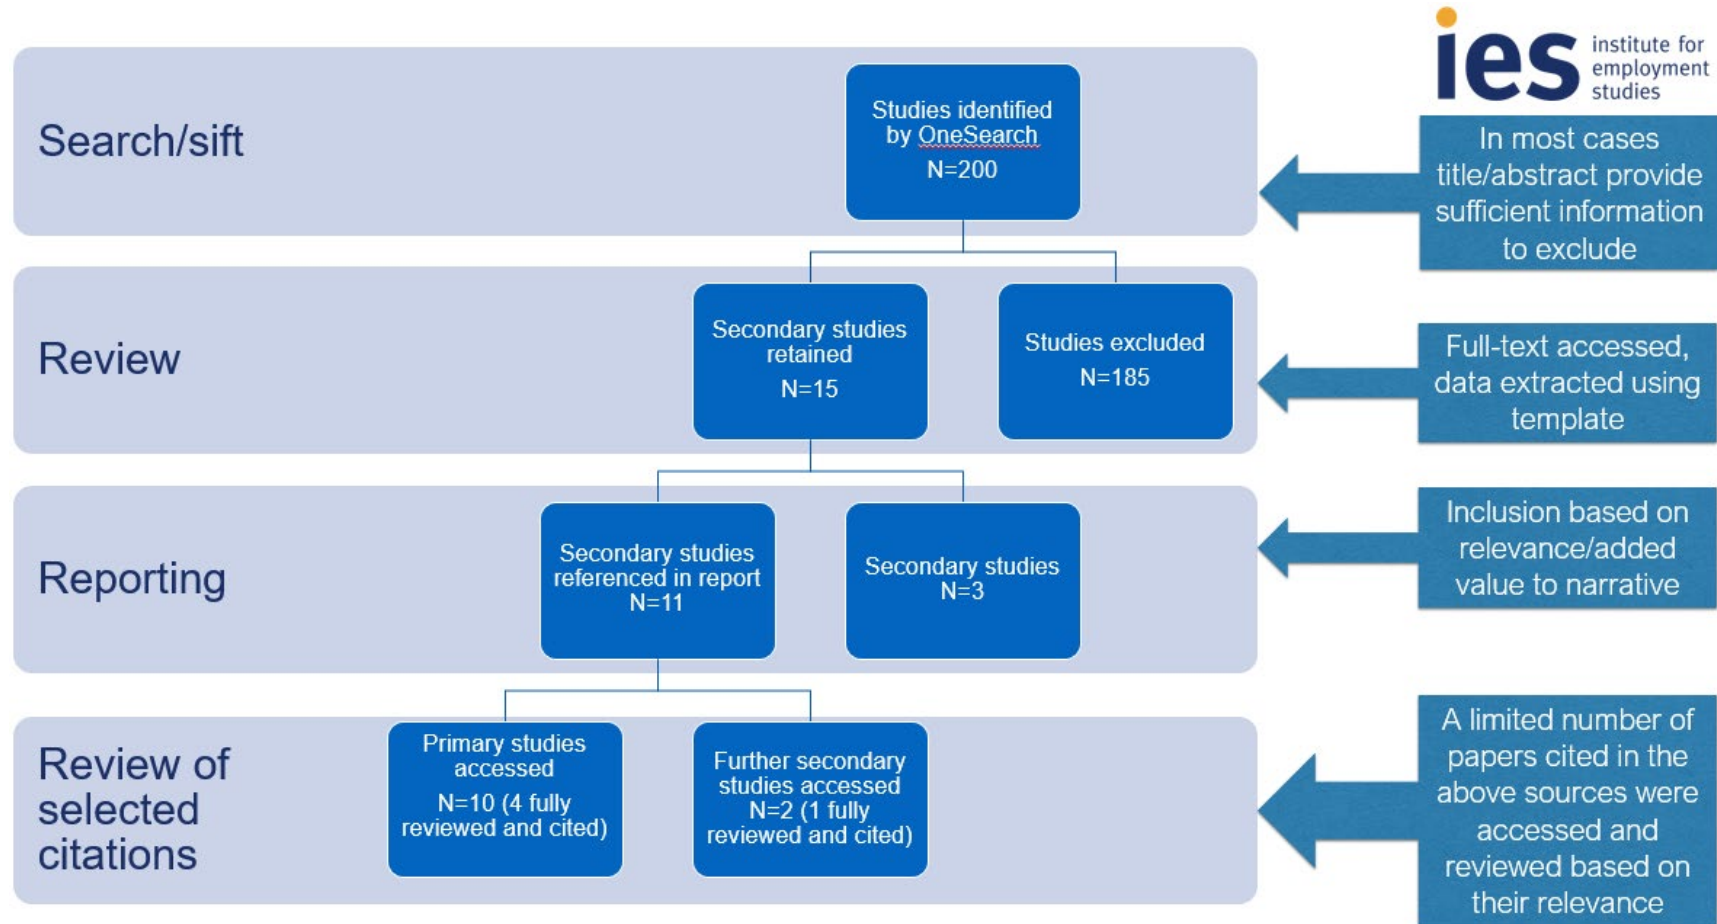 ies
institute for
employment
studies
Search/sift
Studies identified
by OneSearch
N=200
In most cases
title/abstract provide
sufficient information
to exclude
Review
Secondary studies
retained
N=15
Studies excluded
N=185
Full-text accessed,
data extracted using
template
Reporting
Secondary studies
referenced in report
N=11
Secondary studies
N=3
Inclusion based on
relevance/added
value to narrative
Review of
selected
citations
Primary studies
accessed
N=10 (4 fully
reviewed and cited)
Further secondary
studies accessed
N=2 (1 fully
reviewed and cited)
A limited number of
papers cited in the
above sources were
accessed and
reviewed based on
their relevance